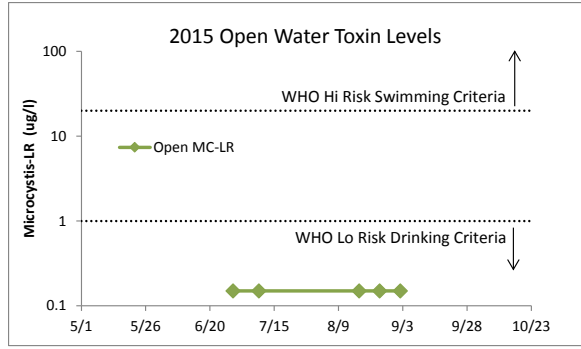 2015 Open Water Toxin Levels
Microcystis-LR (ug/l)
100
WHO Hi Risk Swimming Criteria
10
Open MC-LR
1
WHO Lo Risk Drinking Criteria
0.1
5/1 5/26 6/20 7/15 8/9 9/3 9/28 10/23